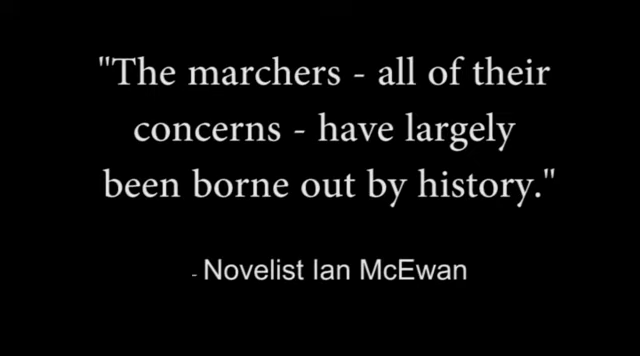 "The marchers - all of their
concerns - have largely
been borne out by history."
- Novelist Ian McEwan